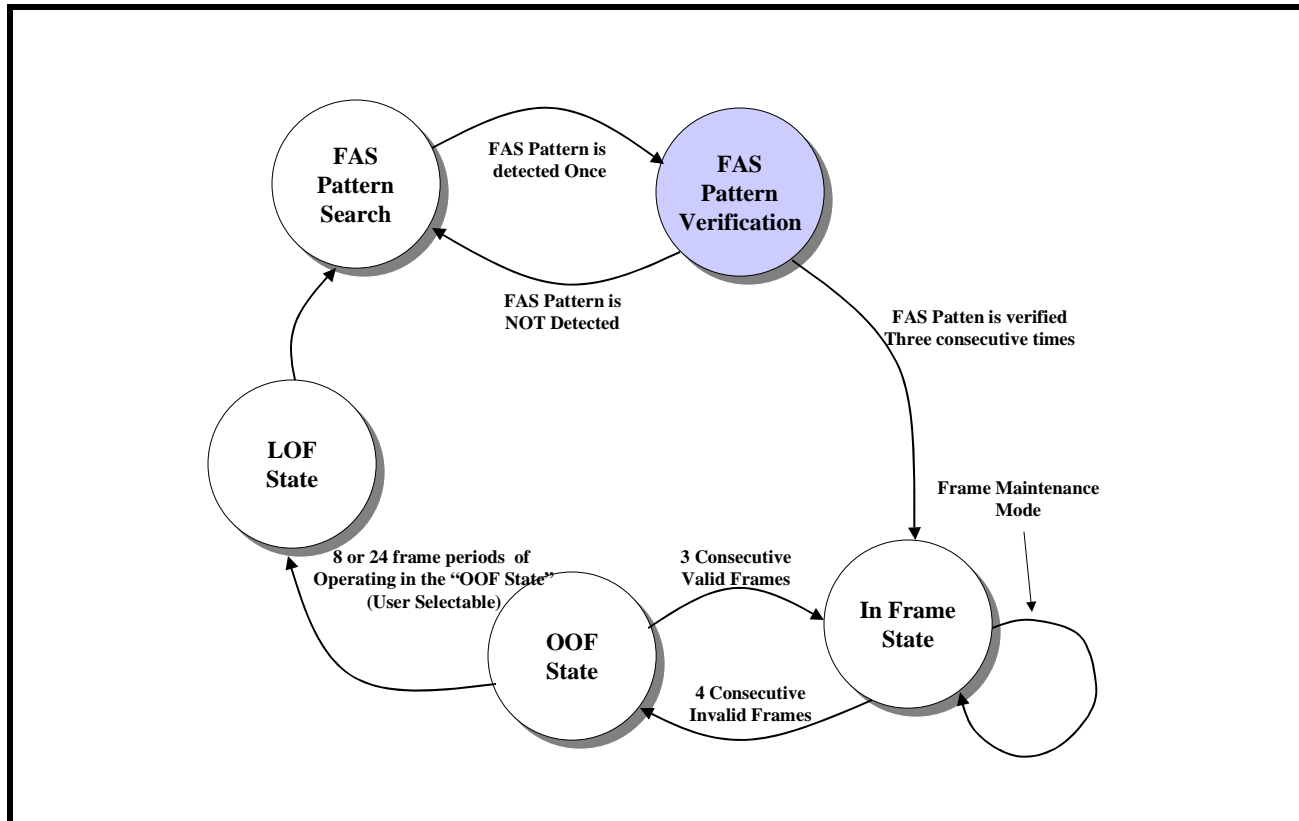 FAS
Pattern
Search
FAS Pattern is
detected Once
FAS
Pattern
Verification
FAS Pattern is
NOT Detected
FAS Patten is verified
Three consecutive times
LOF
State
Frame Maintenance
Mode
8 or 24 frame periods of
Operating in the “OOF State”
(User Selectable)
3 Consecutive
Valid Frames
In Frame
State
OOF
State
4 Consecutive
Invalid Frames